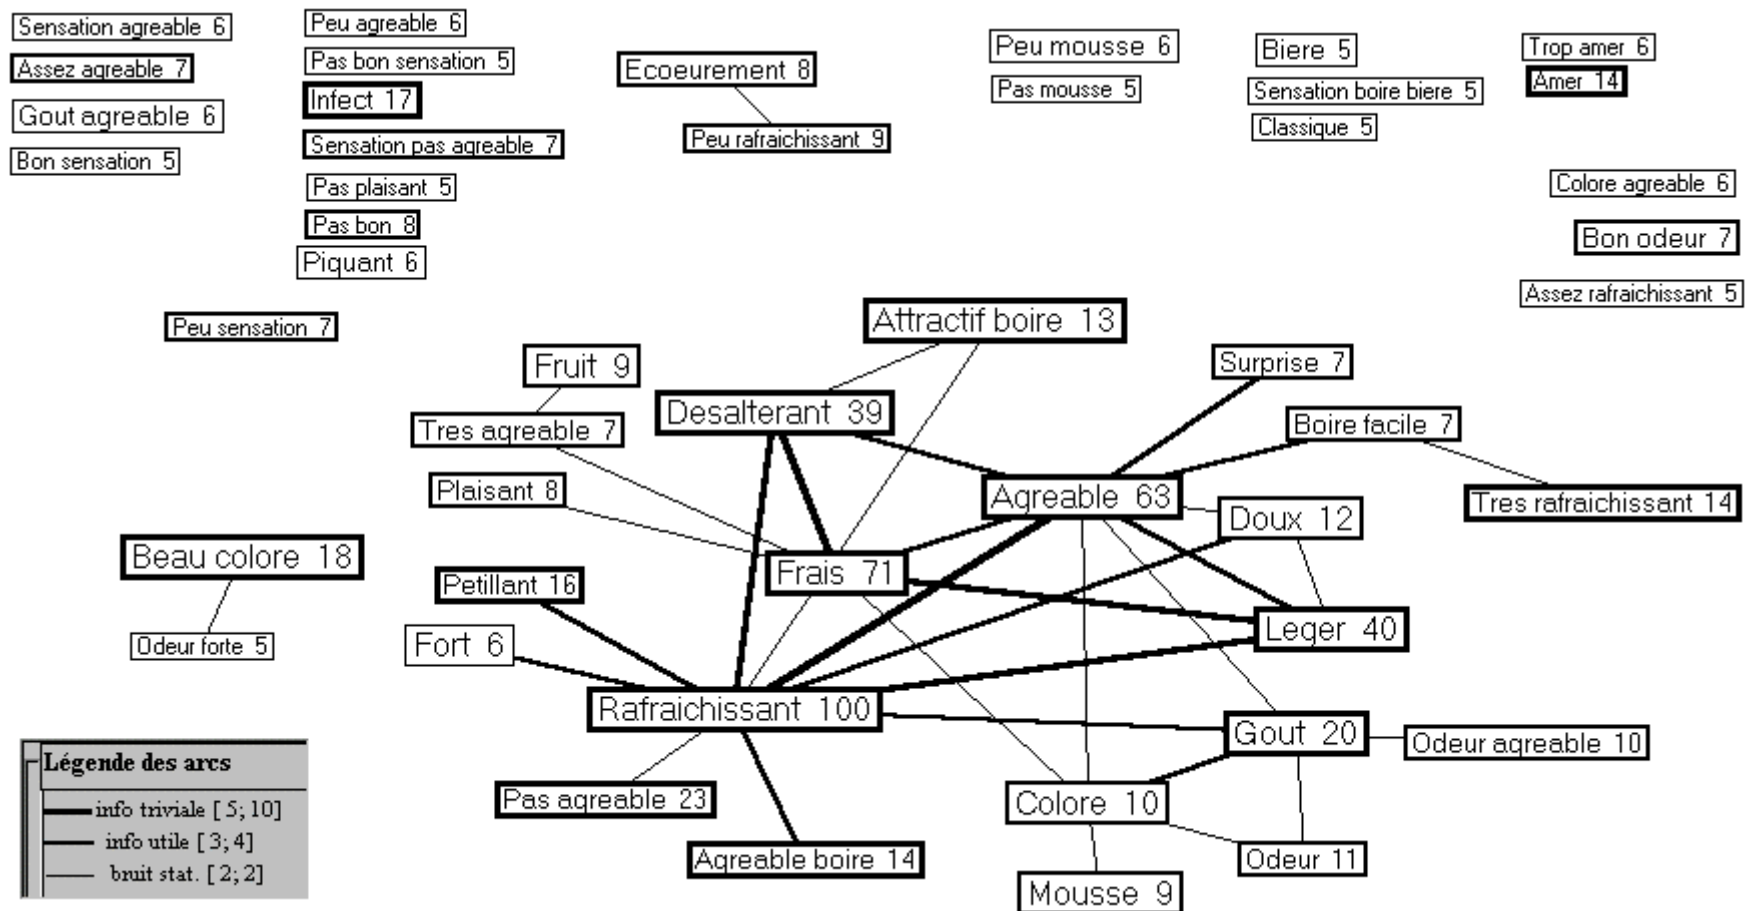 Sensation agreable 6
Assez agreable 7
Gout agreable 6
Bon sensation 5
Peu agreable 6
Pas bon sensation 5
Infect 17
Sensation pas agreable 7
Pas plaisant 5
Pas bon 8
Piquant 6
Ecoeurement 8
Peu rafraichissant 9
Peu mousse 6
Pas mousse 5
Biere 5
Sensation boire biere 5
Classique 5
Trop amer 6
Amer 14
Colore agreable 6
Bon odeur 7
Assez rafraichissant 5
Peu sensation 7
Attractif boire 13
Fruit 9
Surprise 7
Desalterant 39
Tres agreable 7
Boire facile 7
Plaisant 8
Agreable 63
Tres rafraichissant 14
Doux 12
Beau colore 18
Petillant 16
Frais 71
Odeur forte 5
Fort 6
Leger 40
Rafraichissant 100
Gout 20
Odeur agreable 10
Pas agreable 23
Colore 10
Agreable boire 14
Odeur 11
Mousse 9
Légende des arcs
info triviale [ 5; 10]
info utile [ 3; 4]
bruit stat. [ 2; 2]